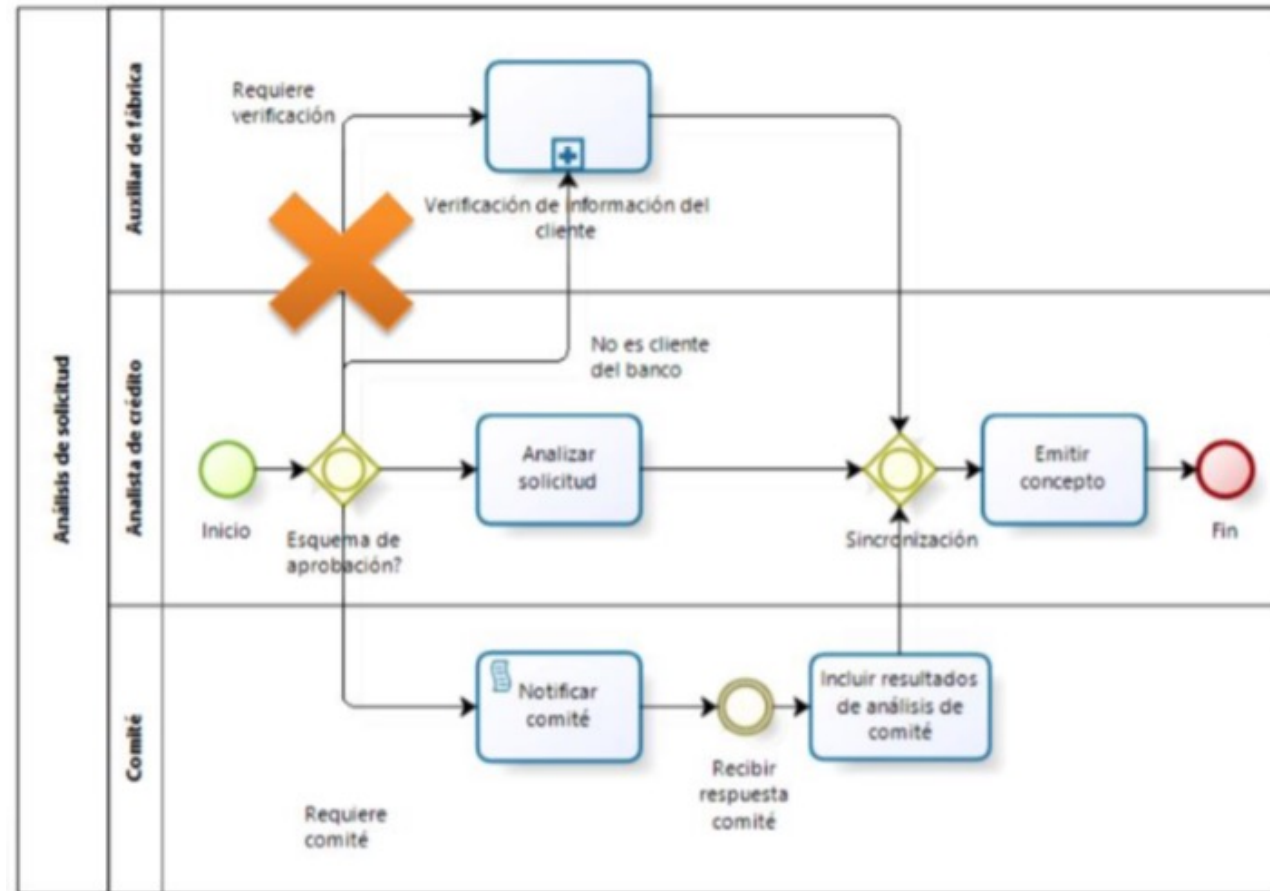 Análisis de solicitud
Auxiliar de fábrica
Requiere
verificación
Verificación de información del
cliente
Analista de crédito
No es cliente
del banco
Inicio
Esquema de
aprobación?
Analizar
solicitud
Sincronización
Emitir
concepto
Fin
Comité
Requiere
comité
Notificar
comité
Recibir
respuesta
comité
Incluir resultados
de análisis de
comité